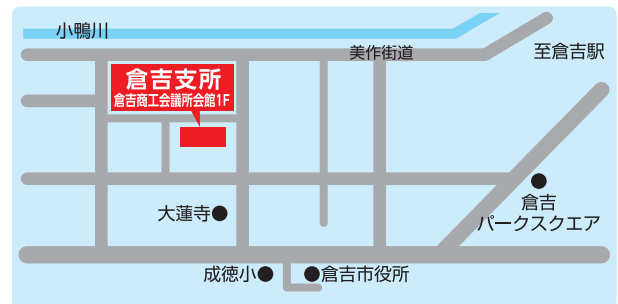 小鴨川
美作街道
至倉吉駅
倉吉支所
倉吉商工会議所会館1F
大蓮寺
倉吉
パークスクエア
成徳小
倉吉市役所